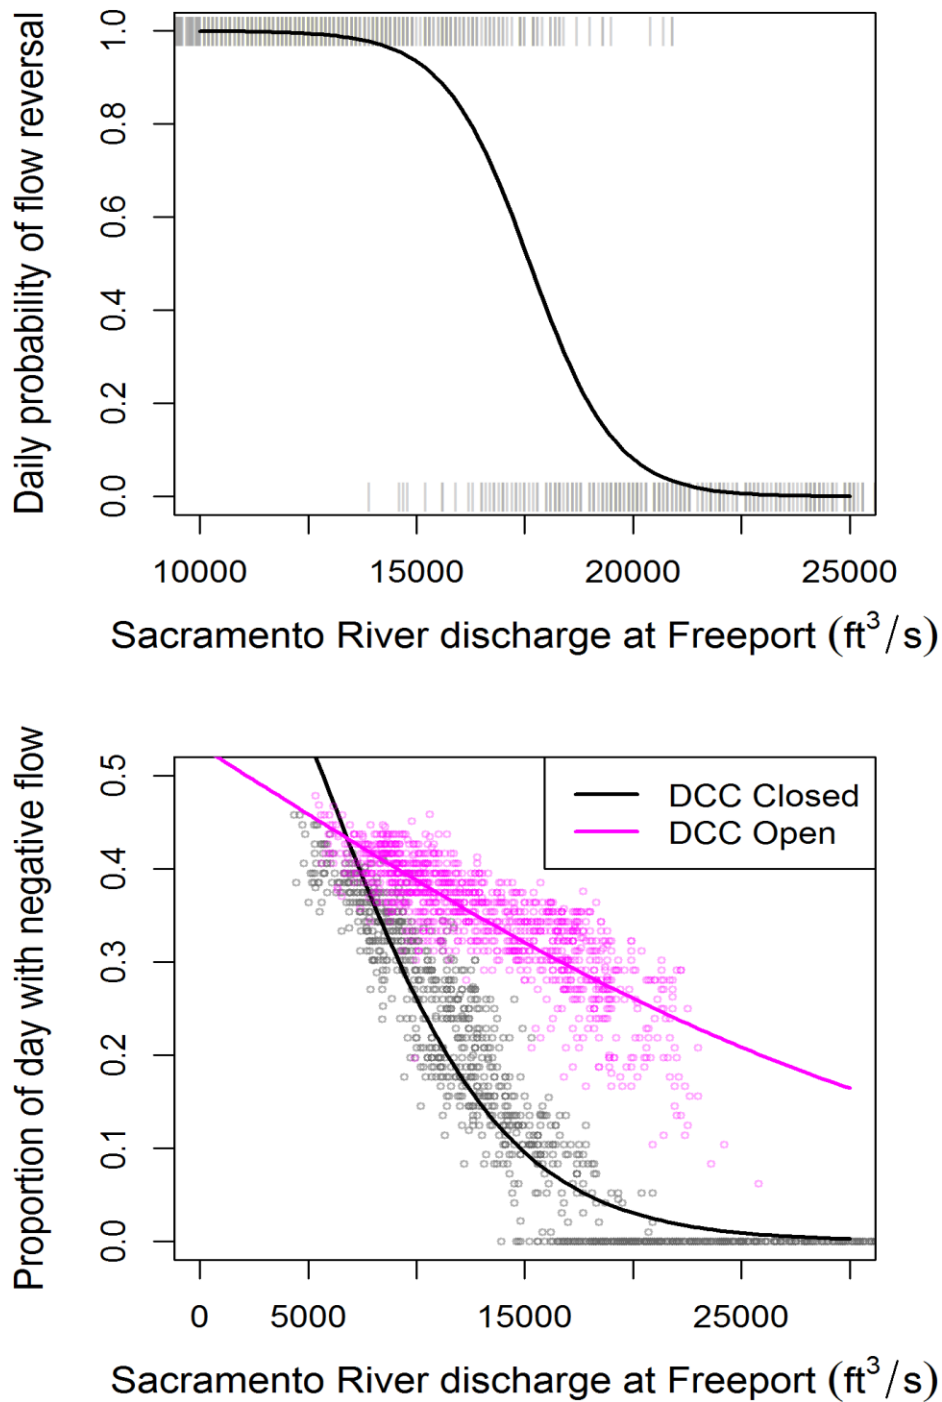 Daily probability of flow reversal
1.0
0.8
0.6
0.4
0.2
0.0
10000 15000 20000 25000
Sacramento River discharge at Freeport (ft³/s)
Proportion of day with negative flow
0.5
0.4
0.3
0.2
0.1
0.0
DCC Closed
DCC Open
0 5000 15000 25000
Sacramento River discharge at Freeport (ft³/s)